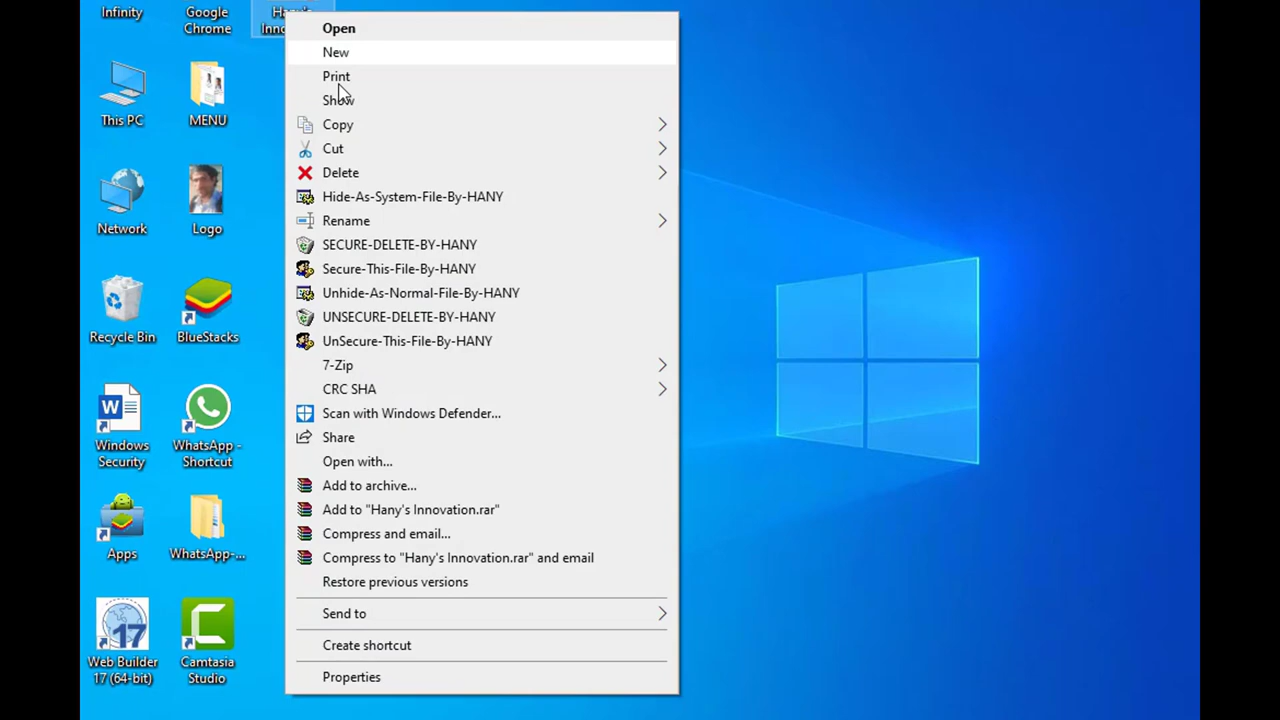 Infinity
Google
Chrome
This PC
MENU
Network
Logo
Recycle Bin
BlueStacks
Windows
Security
WhatsApp -
Shortcut
Apps
WhatsApp-...
Web Builder
17 (64-bit)
Camtasia
Studio
Open
New
Print
Show
Copy
Cut
Delete
Hide-As-System-File-By-HANY
Rename
SECURE-DELETE-BY-HANY
Secure-This-File-By-HANY
Unhide-As-Normal-File-By-HANY
UNSECURE-DELETE-BY-HANY
UnSecure-This-File-By-HANY
7-Zip
CRC SHA
Scan with Windows Defender...
Share
Open with...
Add to archive...
Add to "Hany's Innovation.rar"
Compress and email...
Compress to "Hany's Innovation.rar" and email
Restore previous versions
Send to
Create shortcut
Properties